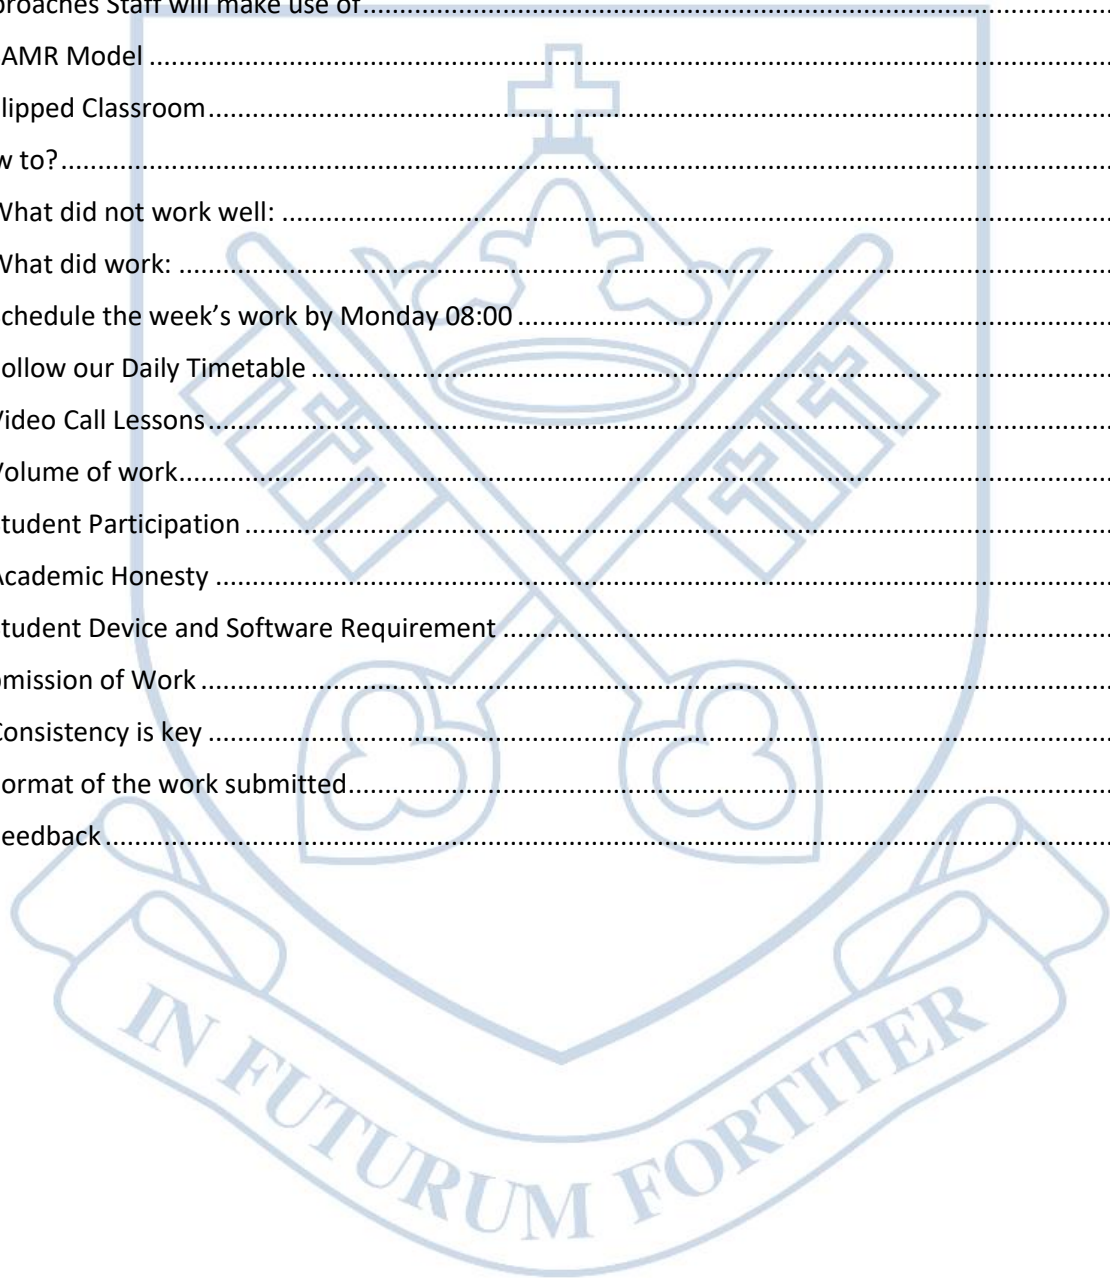 proaches Staff will make use of
AMR Model
lipped Classroom
w to?
What did not work well:
What did work:
chedule the week’s work by Monday 08:00
ollow our Daily Timetable
Video Call Lessons
Volume of work
tudent Participation
Academic Honesty
tudent Device and Software Requirement
bmission of Work
Consistency is key
ormat of the work submitted
eedback
IN FUTURUM FORTITER